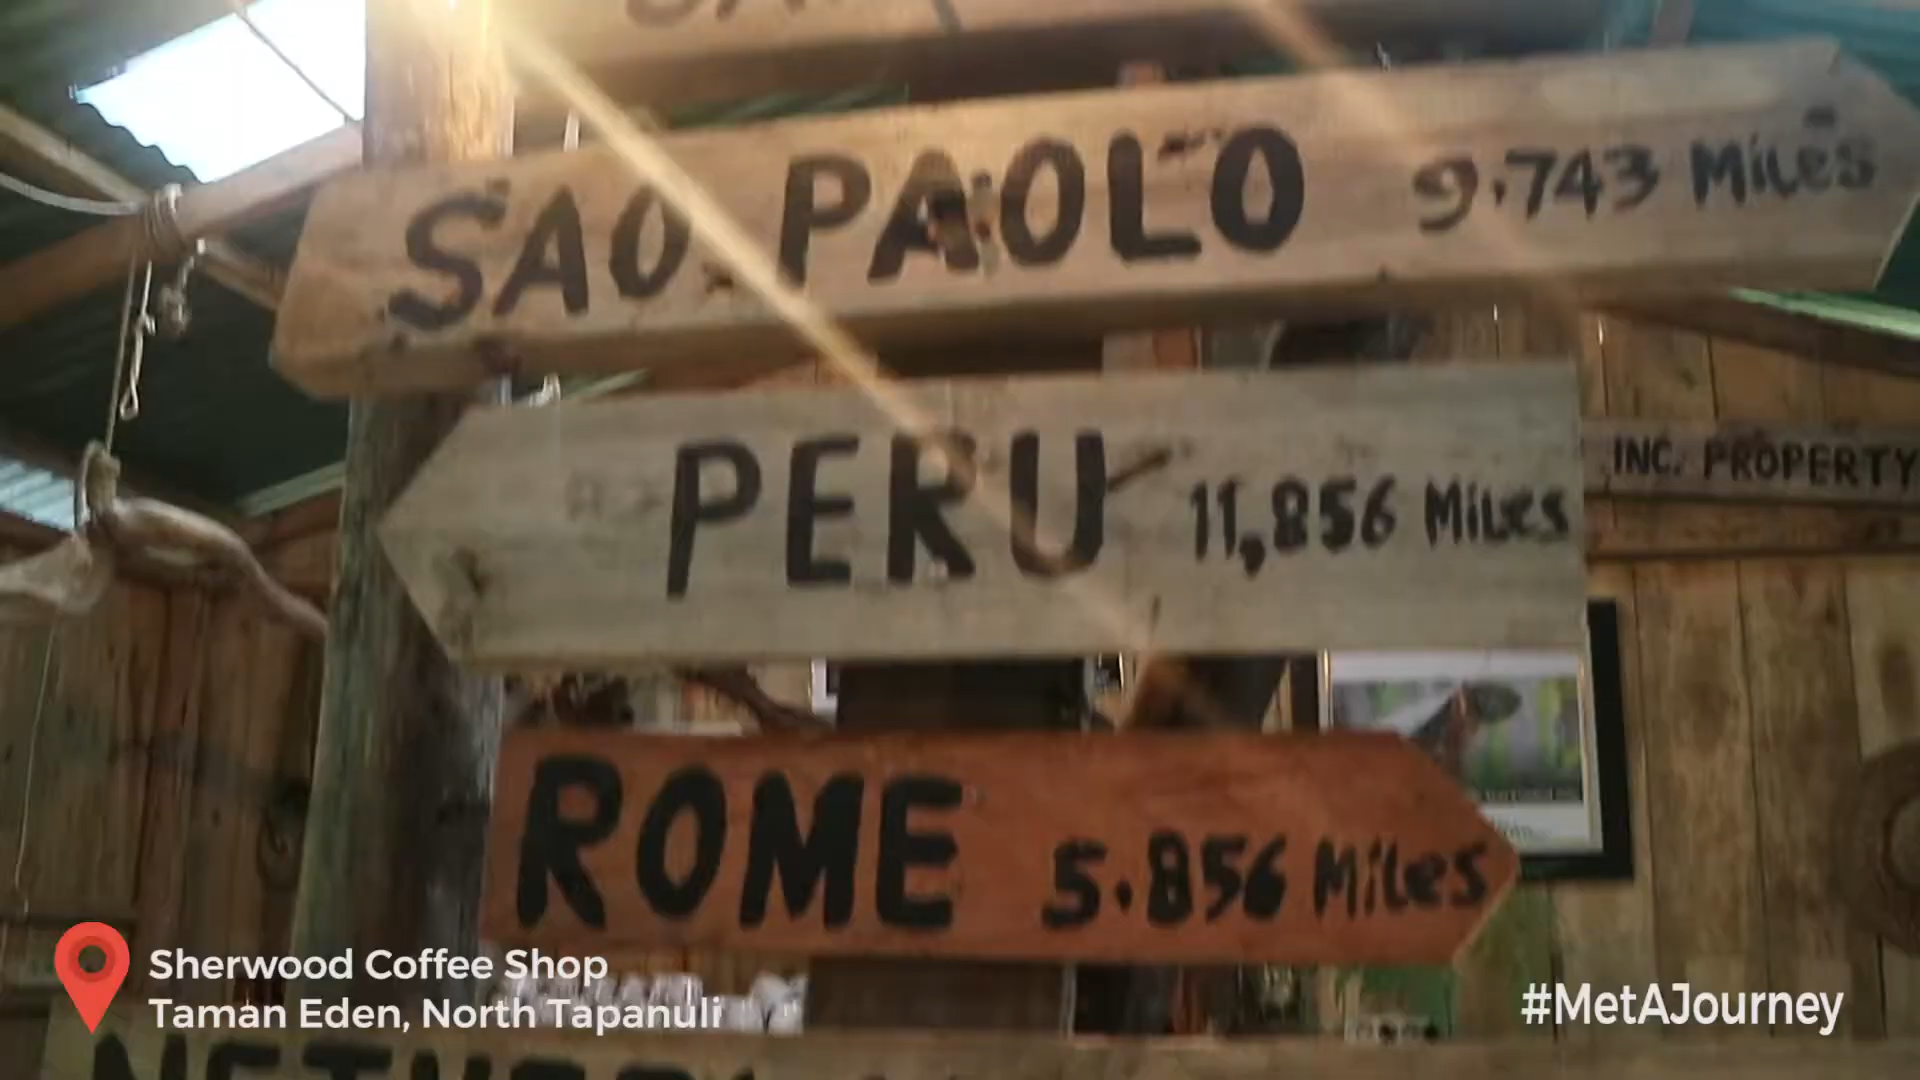 SAO PAOLO 9.743 Miles
PERU 11,856 Miles
INC. PROPERTY
ROME 5.856 Miles
Sherwood Coffee Shop
Taman Eden, North Tapanuli
#MetAJourney